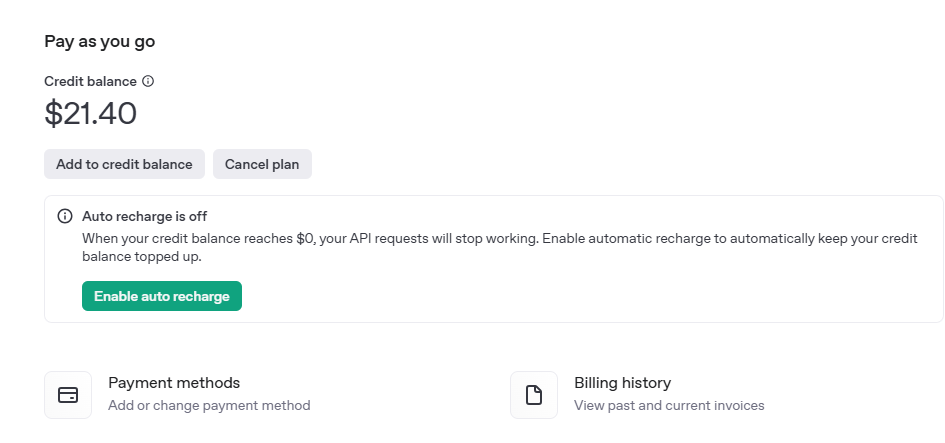 Pay as you go
Credit balance
$21.40
Add to credit balance
Cancel plan
Auto recharge is off
When your credit balance reaches $0, your API requests will stop working. Enable automatic recharge to automatically keep your credit
balance topped up.
Enable auto recharge
Payment methods
Add or change payment method
Billing history
View past and current invoices